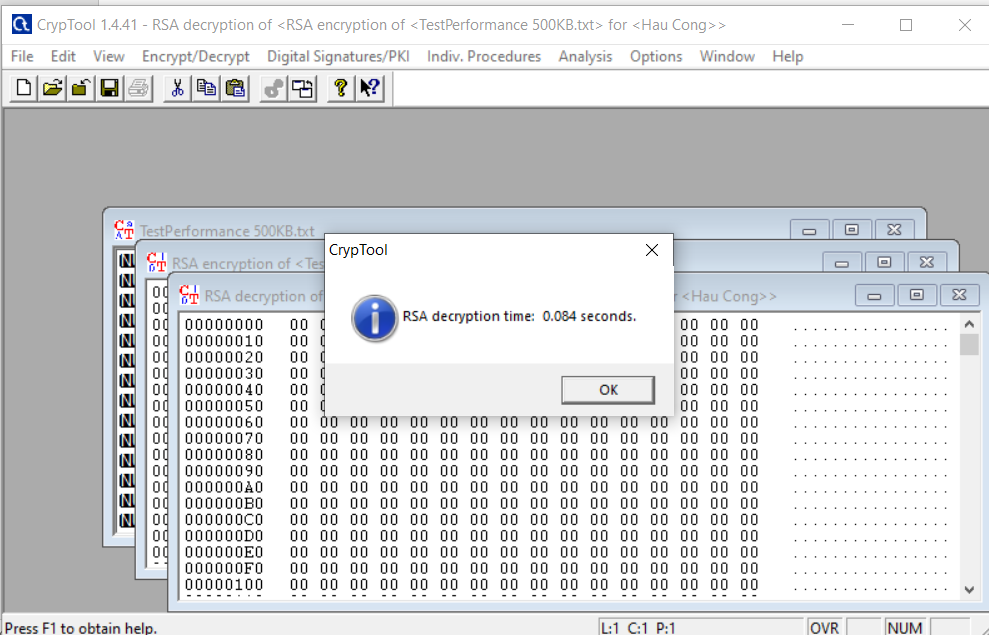 CrypTool 1.4.41 - RSA decryption of <RSA encryption of <TestPerformance 500KB.txt> for <Hau Cong>>
File Edit View Encrypt/Decrypt Digital Signatures/PKI Indiv. Procedures Analysis Options Window Help
TestPerformance 500KB.txt
RSA encryption of <Tes
RSA decryption of r <Hau Cong>>
CrypTool
RSA decryption time: 0.084 seconds.
OK
00000000 00 0 00 00 00 . . . . . . . . . . . . . . . .
00000010 00 0 00 00 00 . . . . . . . . . . . . . . . .
00000020 00 0 00 00 00 . . . . . . . . . . . . . . . .
00000030 00 0 00 00 00 . . . . . . . . . . . . . . . .
00000040 00 0 00 00 00 . . . . . . . . . . . . . . . .
00000050 00 0 00 00 00 . . . . . . . . . . . . . . . .
00000060 00 00 00 00 00 00 00 00 00 00 00 00 00 00 00 00 . . . . . . . . . . . . . . . .
00000070 00 00 00 00 00 00 00 00 00 00 00 00 00 00 00 00 . . . . . . . . . . . . . . . .
00000080 00 00 00 00 00 00 00 00 00 00 00 00 00 00 00 00 . . . . . . . . . . . . . . . .
00000090 00 00 00 00 00 00 00 00 00 00 00 00 00 00 00 00 . . . . . . . . . . . . . . . .
000000A0 00 00 00 00 00 00 00 00 00 00 00 00 00 00 00 00 . . . . . . . . . . . . . . . .
000000B0 00 00 00 00 00 00 00 00 00 00 00 00 00 00 00 00 . . . . . . . . . . . . . . . .
000000C0 00 00 00 00 00 00 00 00 00 00 00 00 00 00 00 00 . . . . . . . . . . . . . . . .
000000D0 00 00 00 00 00 00 00 00 00 00 00 00 00 00 00 00 . . . . . . . . . . . . . . . .
000000E0 00 00 00 00 00 00 00 00 00 00 00 00 00 00 00 00 . . . . . . . . . . . . . . . .
000000F0 00 00 00 00 00 00 00 00 00 00 00 00 00 00 00 00 . . . . . . . . . . . . . . . .
00000100 00 00 00 00 00 00 00 00 00 00 00 00 00 00 00 00 . . . . . . . . . . . . . . . .
Press F1 to obtain help. L:1 C:1 P:1 OVR NUM